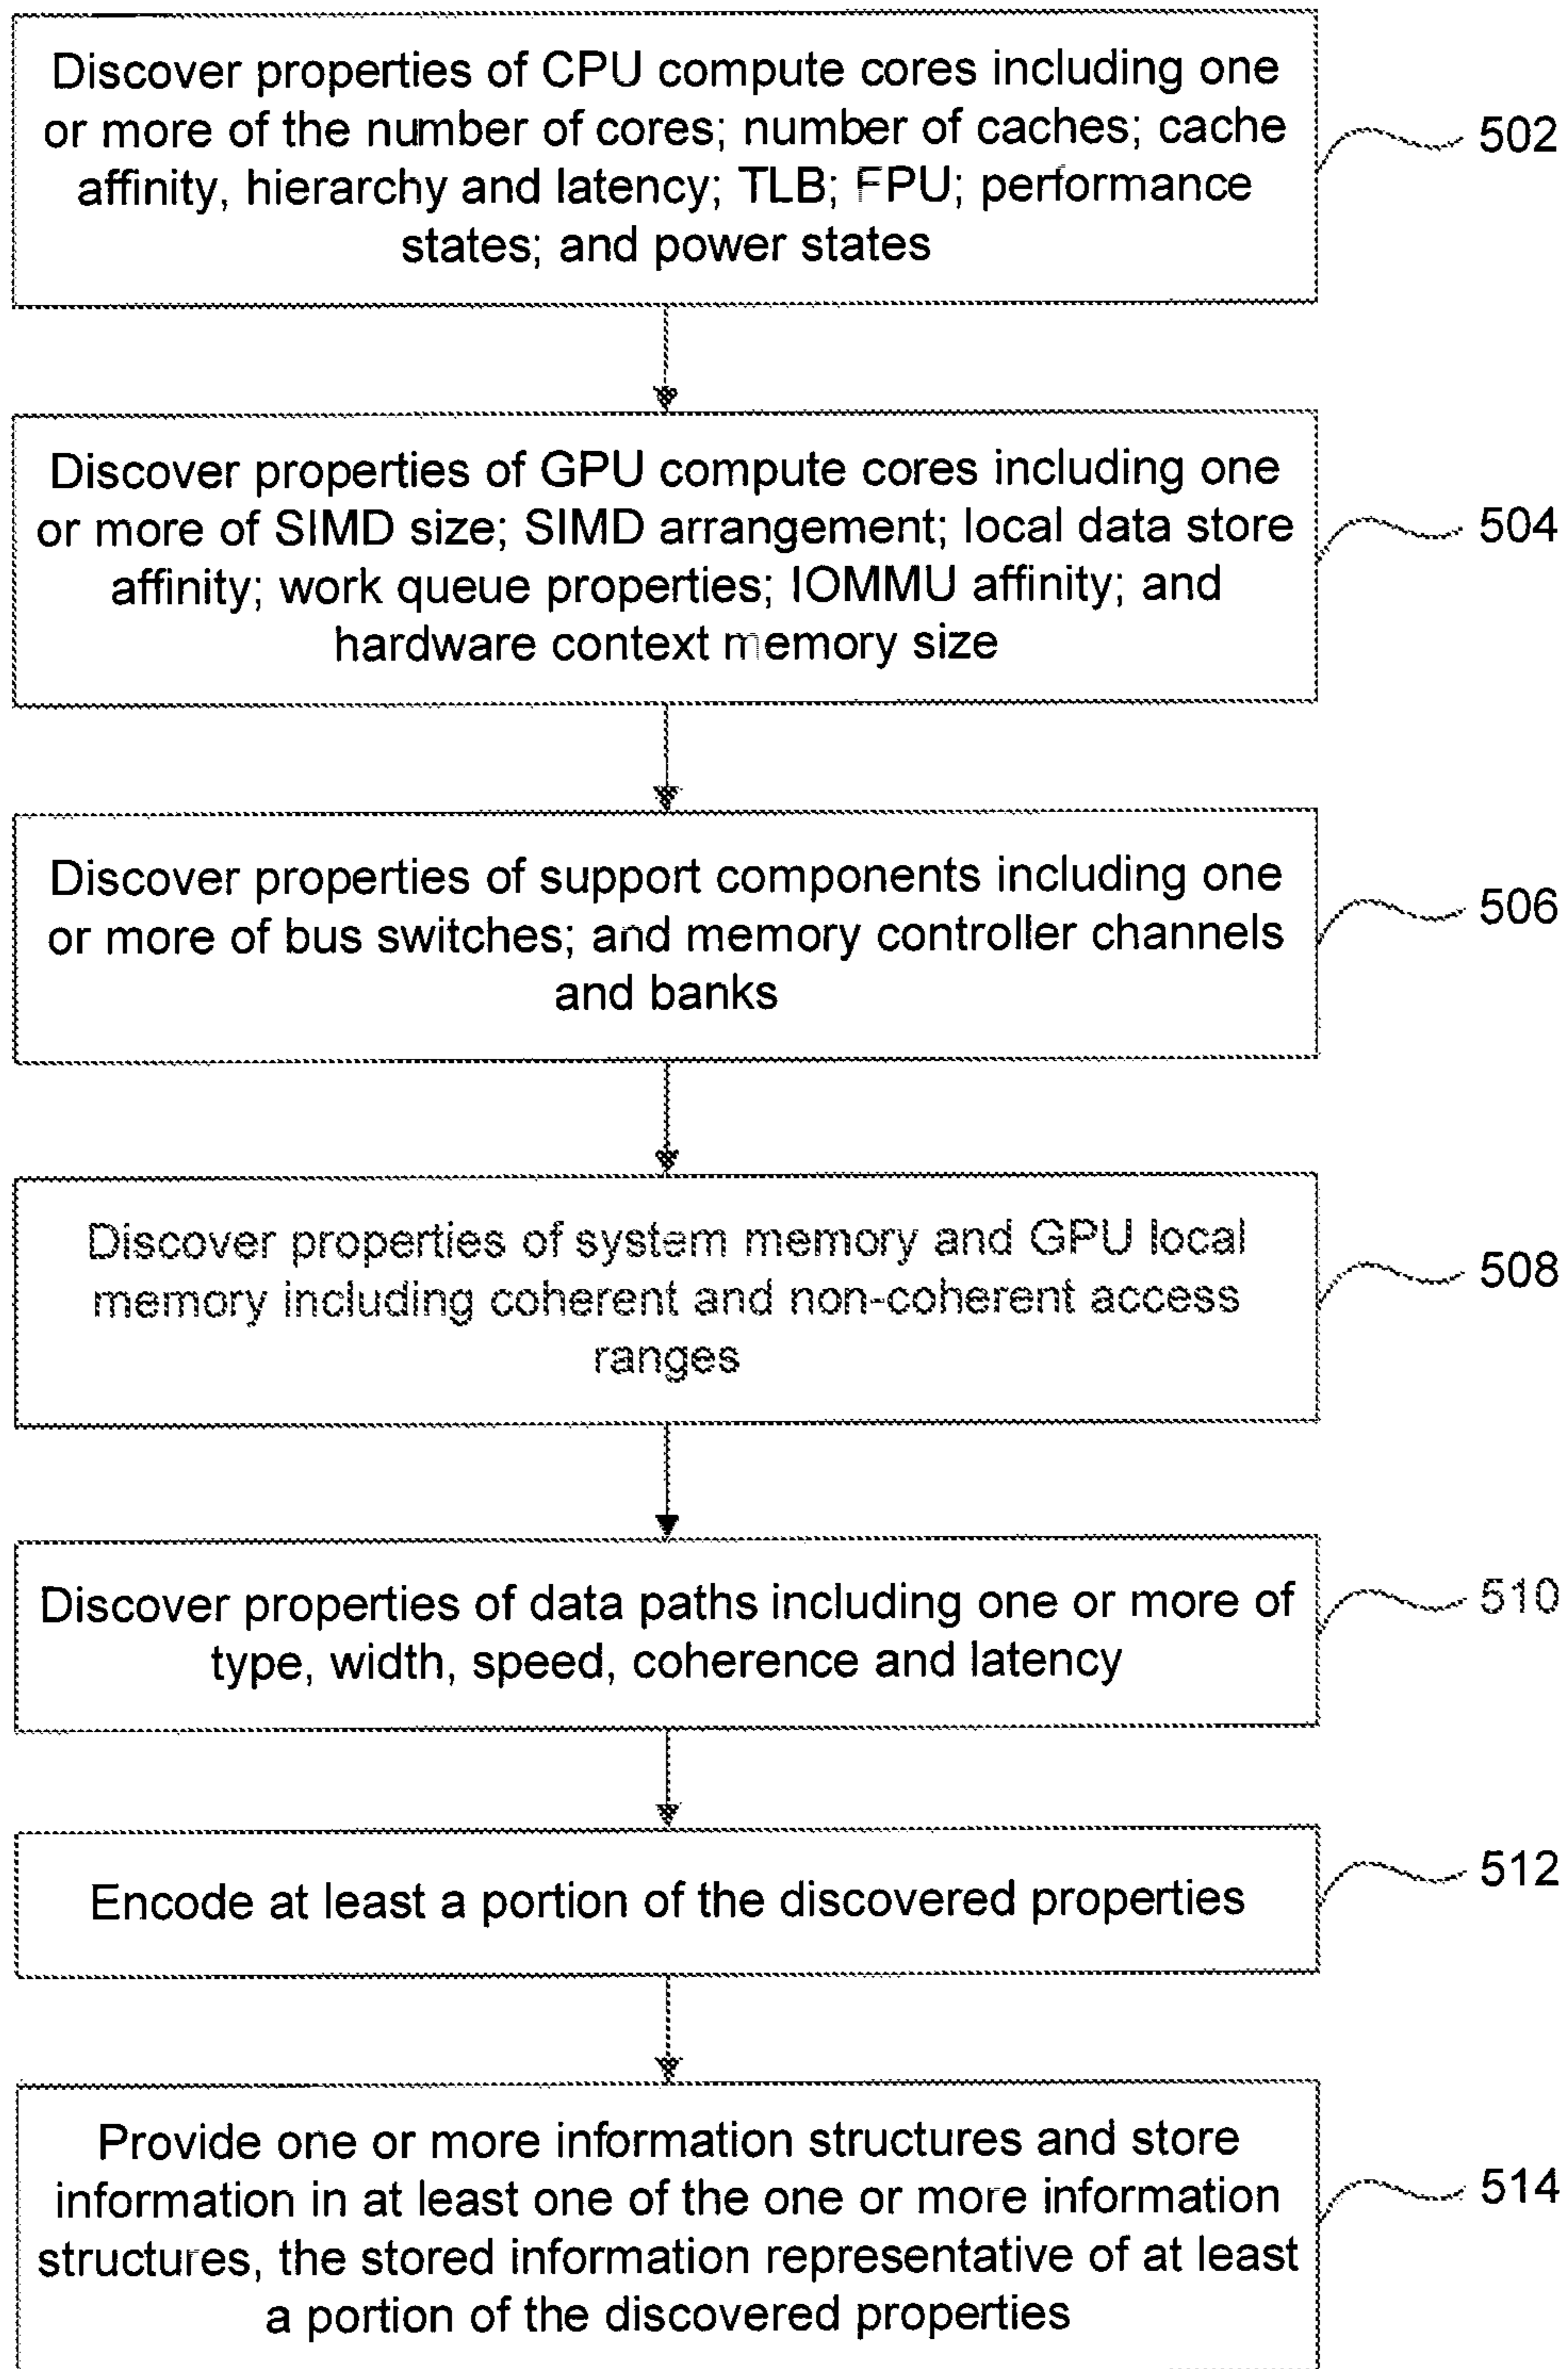 Discover properties of CPU compute cores including one
or more of the number of cores; number of caches; cache
affinity, hierarchy and latency; TLB; FPU; performance
states; and power states
502
Discover properties of GPU compute cores including one
or more of SIMD size; SIMD arrangement; local data store
affinity; work queue properties; IOMMU affinity; and
hardware context memory size
504
Discover properties of support components including one
or more of bus switches; and memory controller channels
and banks
506
Discover properties of system memory and GPU local
memory including coherent and non-coherent access
ranges
508
Discover properties of data paths including one or more of
type, width, speed, coherence and latency
510
Encode at least a portion of the discovered properties
512
Provide one or more information structures and store
information in at least one of the one or more information
structures, the stored information representative of at least
a portion of the discovered properties
514